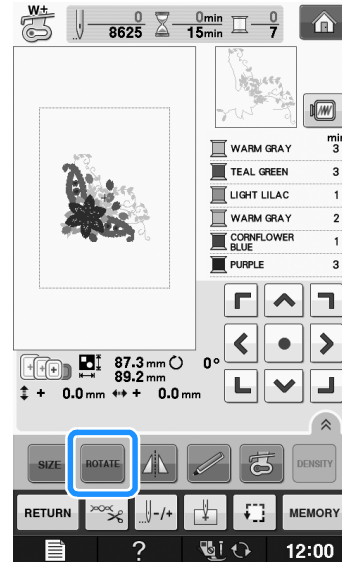 W+
0
8625
0min
15min
0
7
min
WARM GRAY 3
TEAL GREEN 3
LIGHT LILAC 1
WARM GRAY 2
CORNFLOWER
BLUE 1
PURPLE 3
87.3 mm 0°
89.2 mm
+ 0.0 mm + 0.0 mm
SIZE ROTATE DENSITY
RETURN -/+ MEMORY
? 12:00